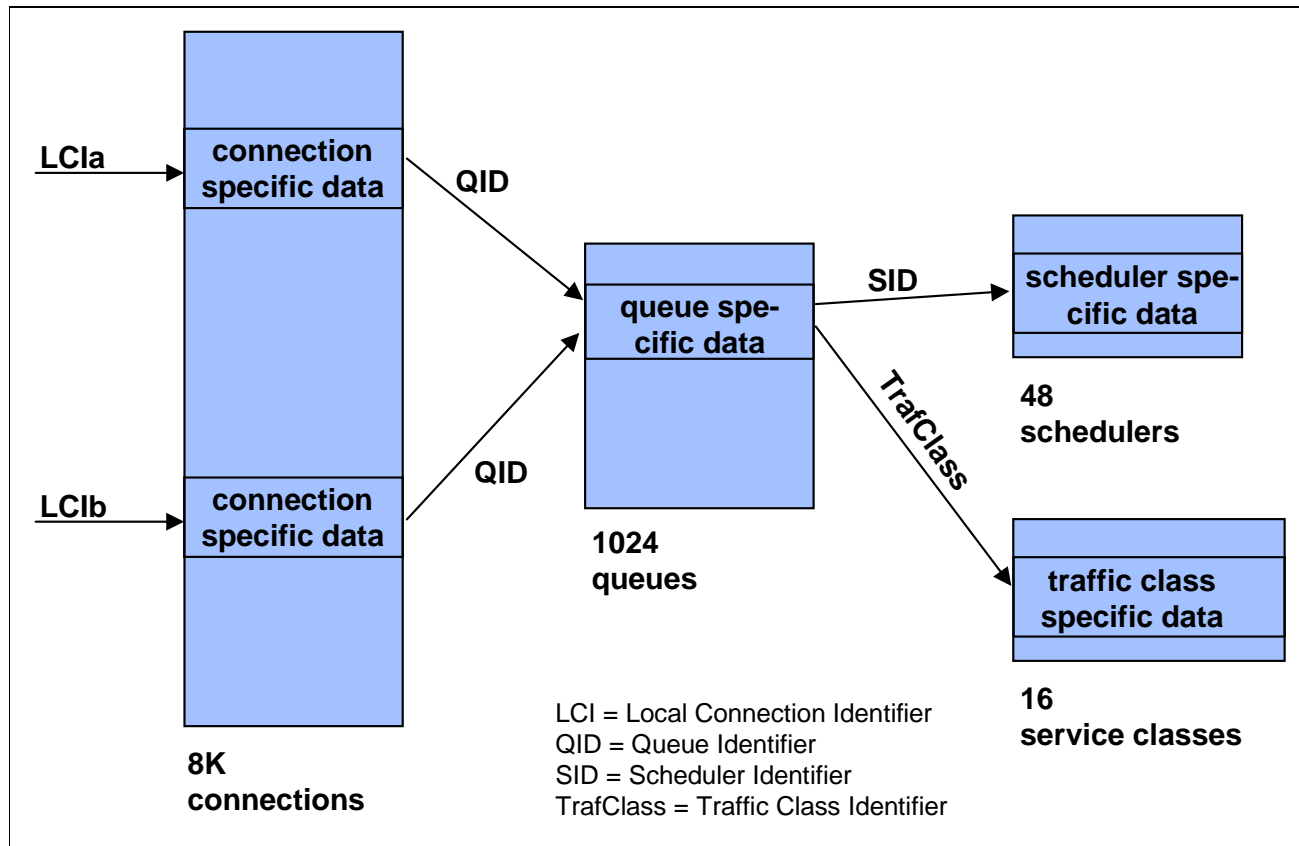 LCIa
connection
specific data
QID
queue spe-
cific data
SID
scheduler spe-
cific data
48
schedulers
TrafClass
LCIb
connection
specific data
QID
1024
queues
traffic class
specific data
16
service classes
8K
connections
LCI = Local Connection Identifier
QID = Queue Identifier
SID = Scheduler Identifier
TrafClass = Traffic Class Identifier